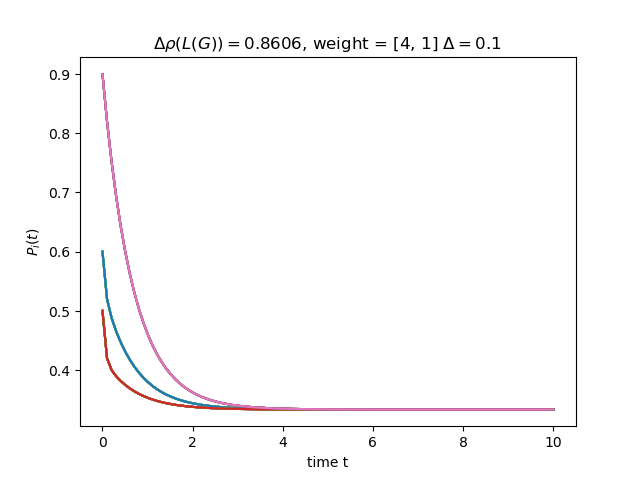 Δρ(L(G)) = 0.8606, weight = [4, 1] Δ = 0.1
0.9
0.8
0.7
0.6
0.5
0.4
P_i(t)
0 2 4 6 8 10
time t